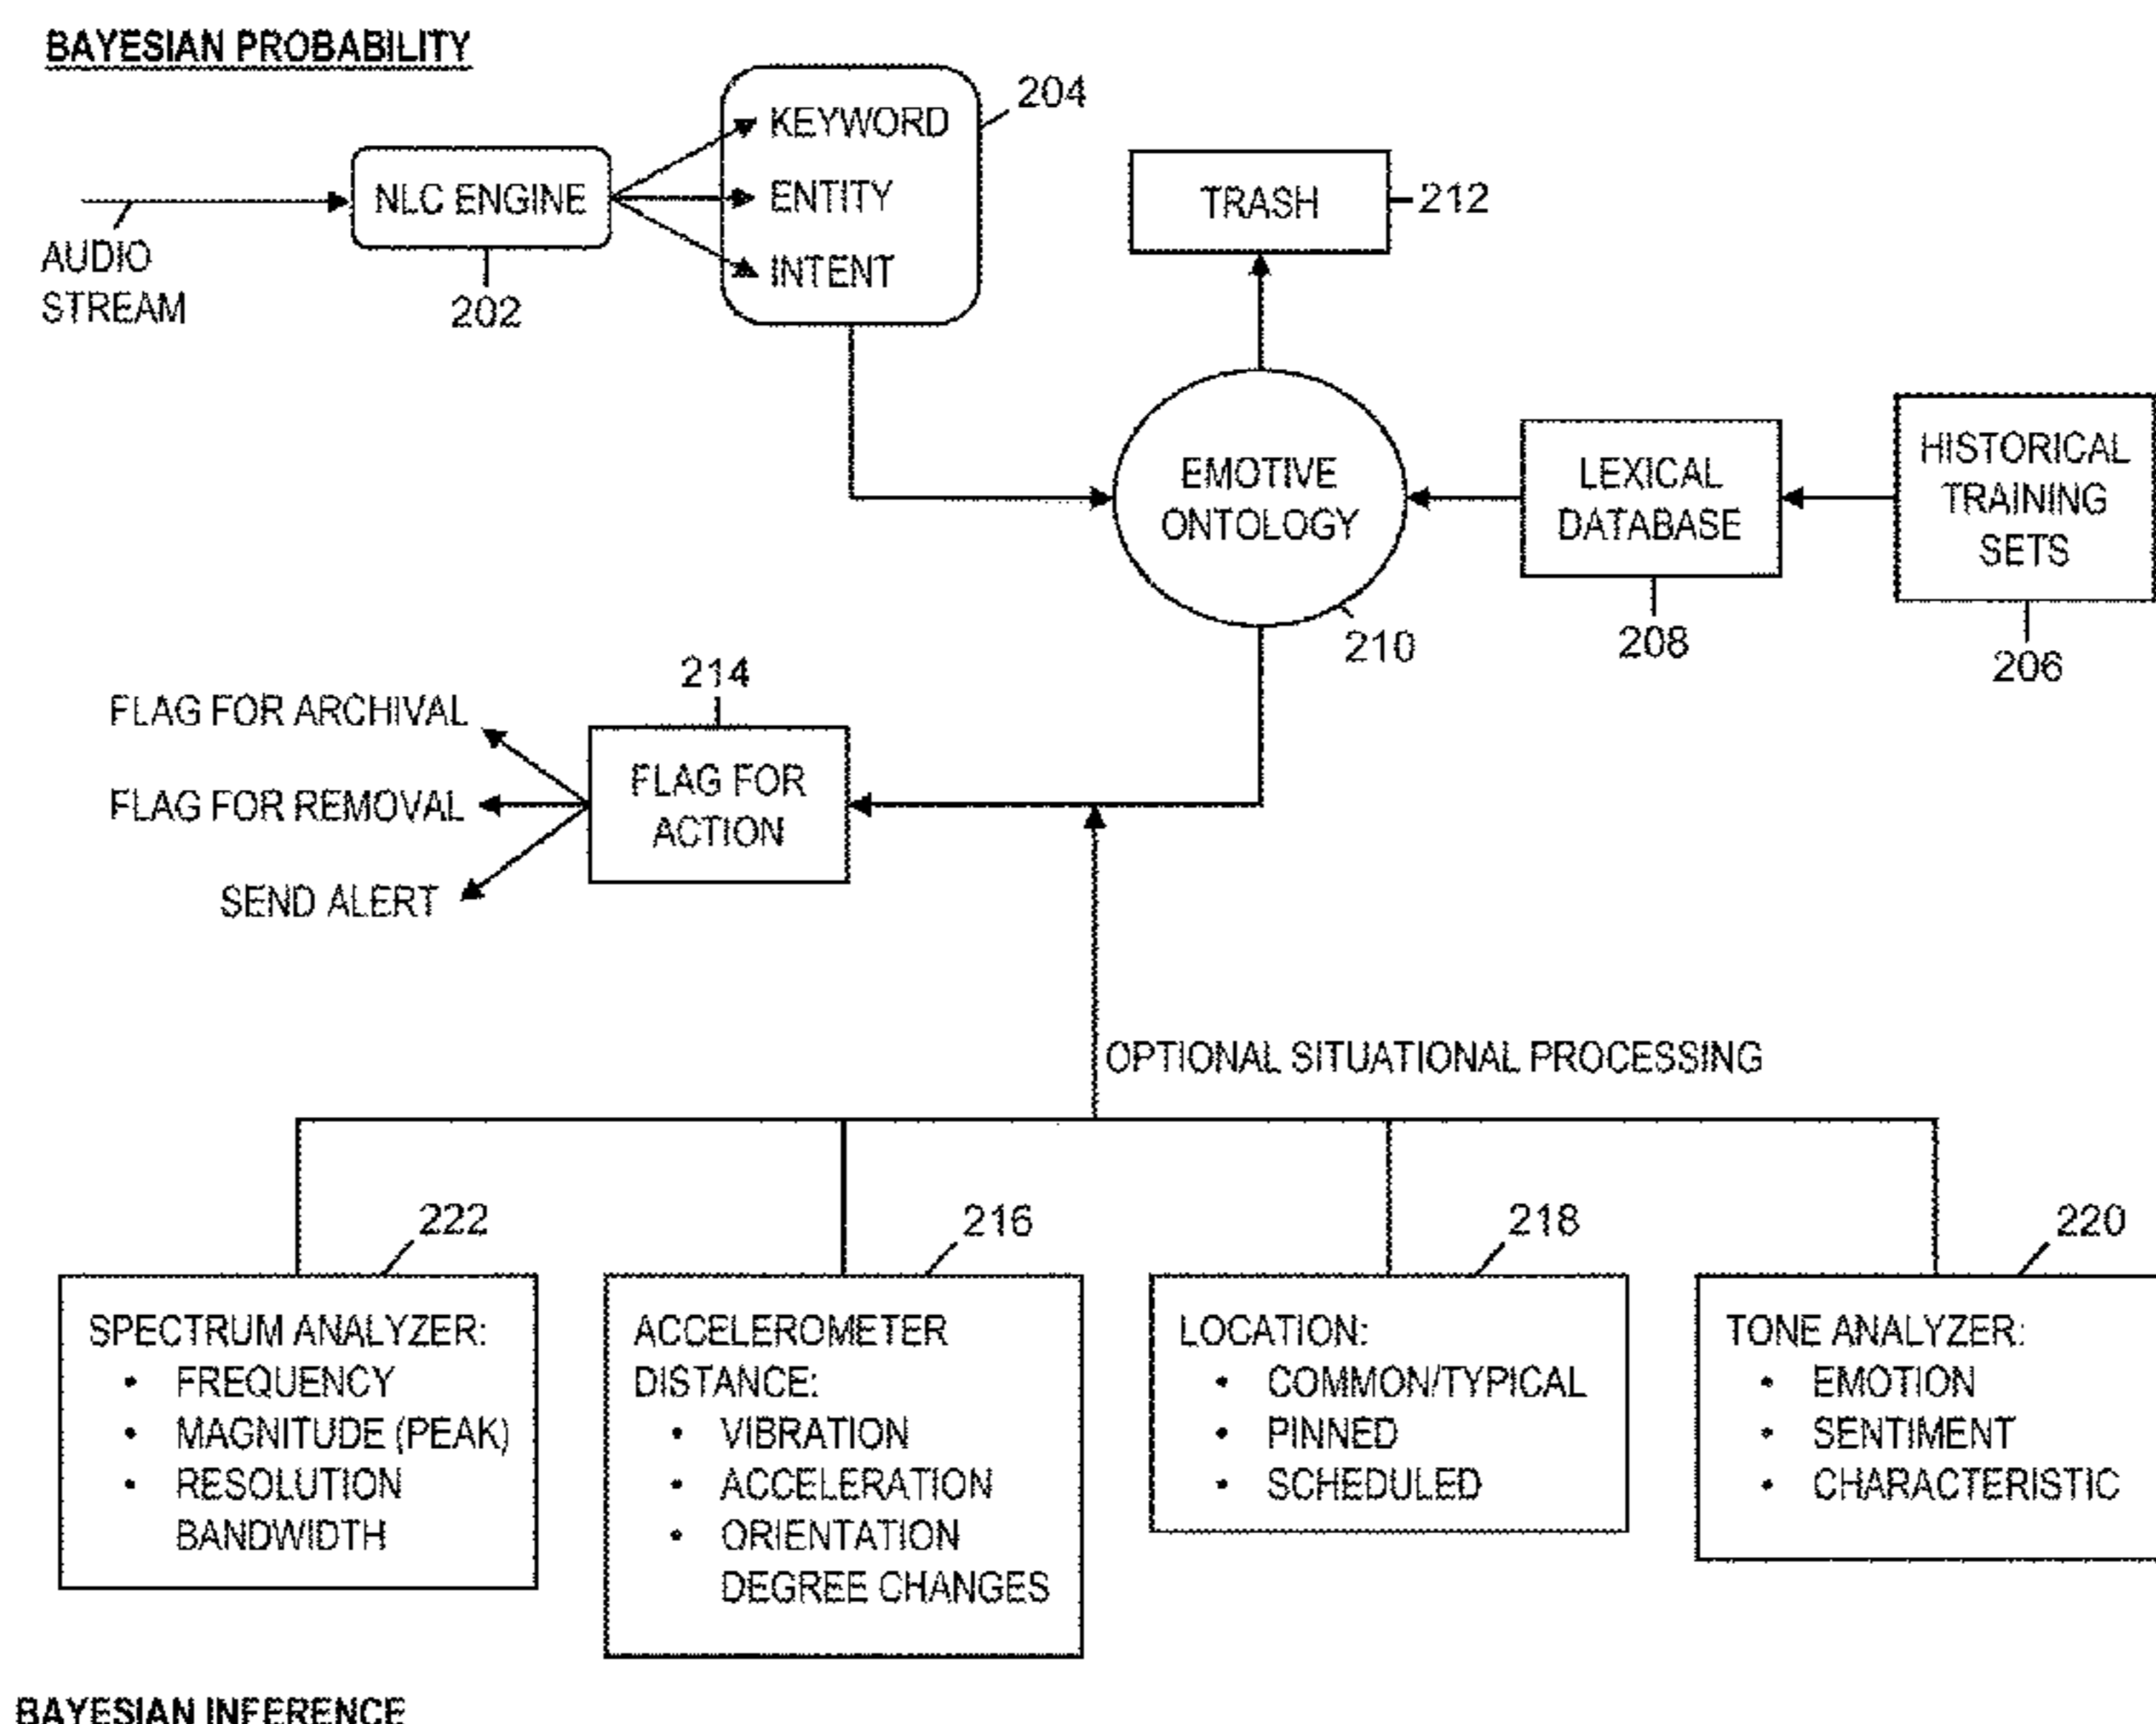 BAYESIAN PROBABILITY
AUDIO
STREAM
NLC ENGINE
202
KEYWORD
ENTITY
INTENT
204
TRASH
212
EMOTIVE
ONTOLOGY
210
LEXICAL
DATABASE
208
HISTORICAL
TRAINING
SETS
206
214
FLAG FOR
ACTION
FLAG FOR ARCHIVAL
FLAG FOR REMOVAL
SEND ALERT
OPTIONAL SITUATIONAL PROCESSING
222
SPECTRUM ANALYZER:
• FREQUENCY
• MAGNITUDE (PEAK)
• RESOLUTION
BANDWIDTH
216
ACCELEROMETER
DISTANCE:
• VIBRATION
• ACCELERATION
• ORIENTATION
DEGREE CHANGES
218
LOCATION:
• COMMON/TYPICAL
• PINNED
• SCHEDULED
220
TONE ANALYZER:
• EMOTION
• SENTIMENT
• CHARACTERISTIC
BAYESIAN INFERENCE